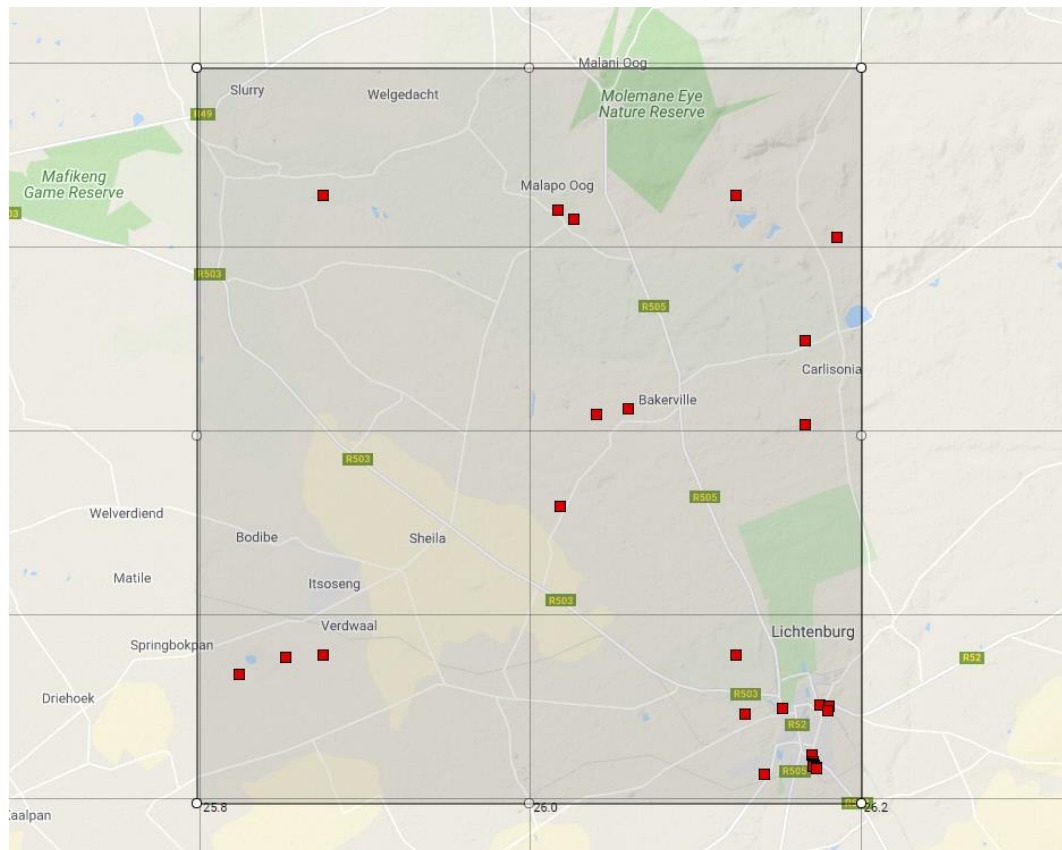 Malani Oog
Slurry
Welgedacht
Molemane Eye
Nature Reserve
R49
Mafikeng
Game Reserve
Malapo Oog
03
R503
R505
Carlisonia
Bakerville
R503
R505
Welverdiend
Bodibe
Sheila
Matile
Itsoseng
R503
Verdwaal
Lichtenburg
Springbokpan
R52
Driehoek
R503
R52
R505
25.8
26.0
26.2
Zaalpan